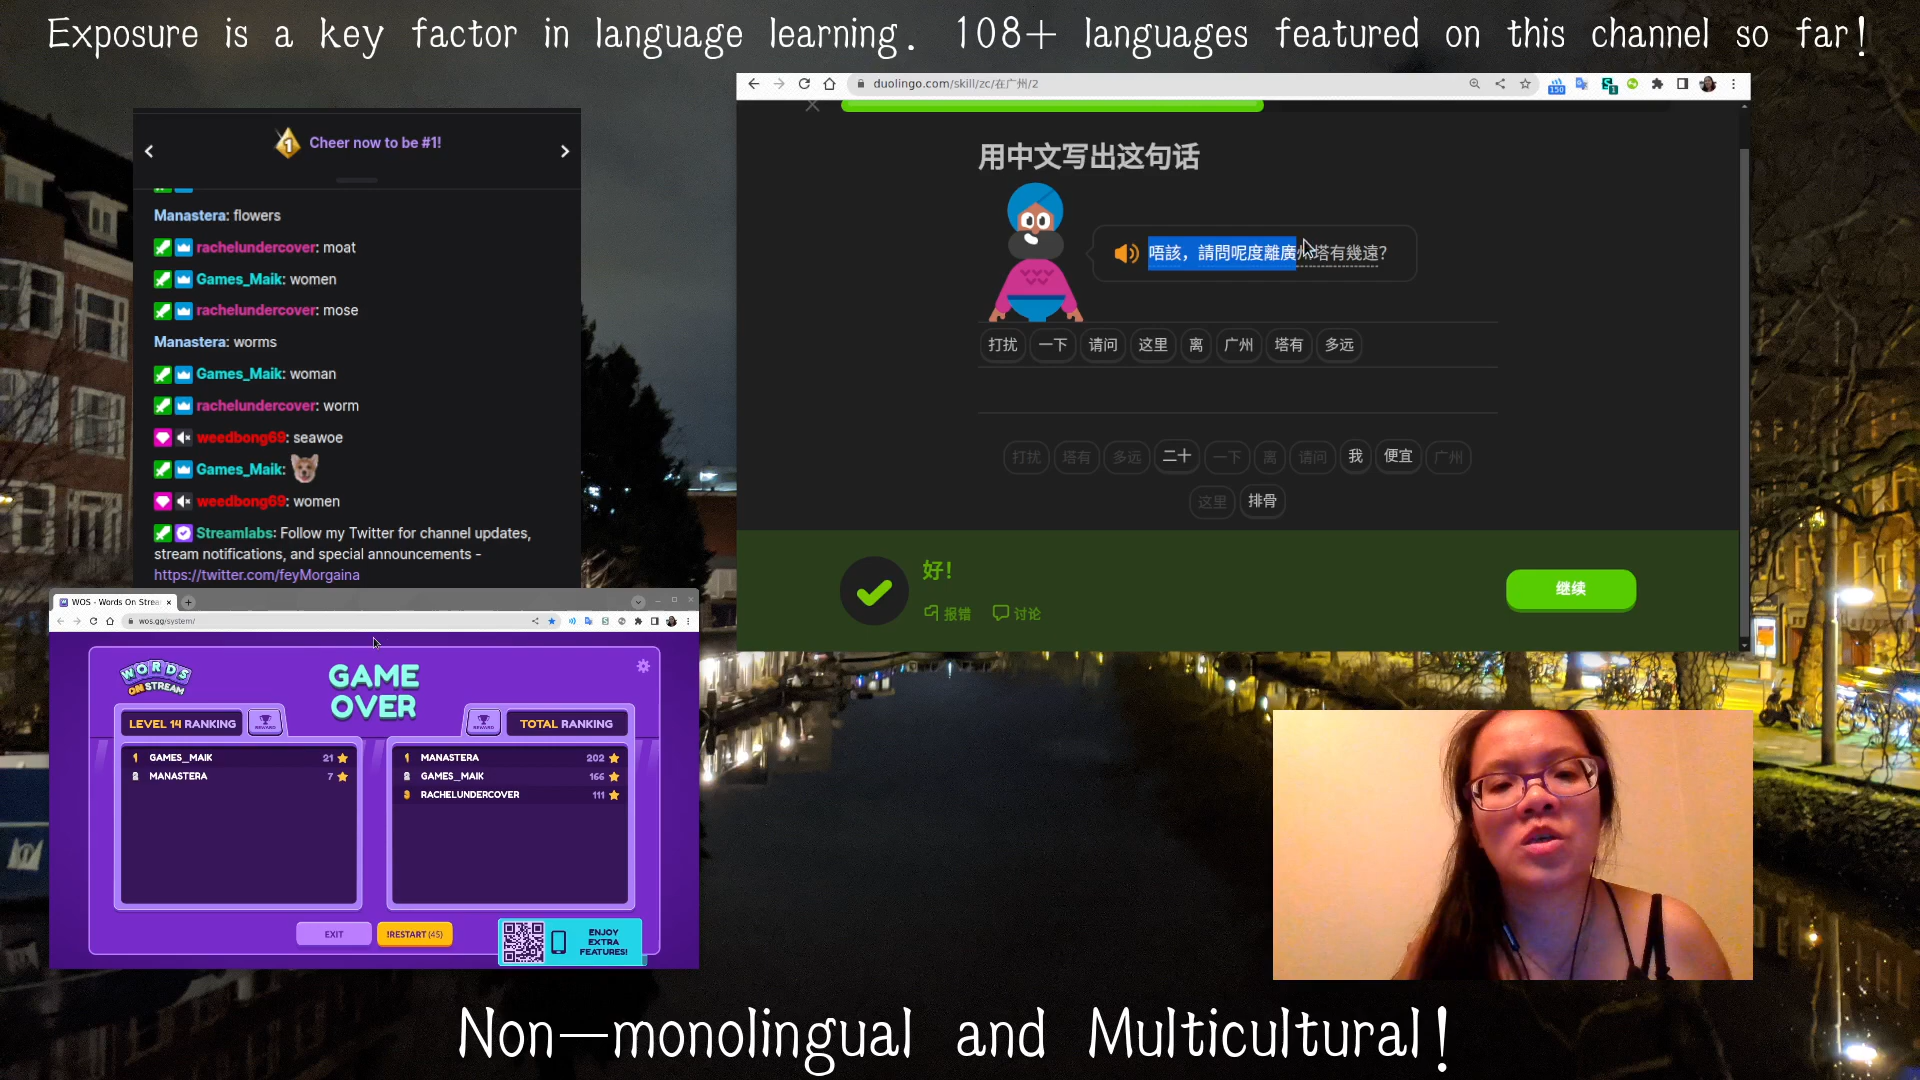 Exposure is a key factor in language learning. 108+ languages featured on this channel so far!
Cheer now to be #1!
Manastera: flowers
rachelundercover: moat
Games_Maik: women
rachelundercover: mose
Manastera: worms
Games_Maik: woman
rachelundercover: worm
weedbong69: seawoe
Games_Maik:
weedbong69: women
Streamlabs: Follow my Twitter for channel updates,
stream notifications, and special announcements -
https://twitter.com/feyMorgaina
duolingo.com/skill/zc/在广州/2
150
1
用中文写出这句话
唔該，請問呢度離廣州塔有幾遠？
打扰 一下 请问 这里 离 广州 塔有 多远
打扰 塔有 多远 二十 一下 离 请问 我 便宜 广州
这里 排骨
好！
报错 讨论
继续
WOS - Words On Strea
wos.gg/system/
WORDS
ON STREAM
GAME
OVER
LEVEL 14 RANKING
REWARD
REWARD
TOTAL RANKING
1 GAMES_MAIK 21
2 MANASTERA 7
1 MANASTERA 202
2 GAMES_MAIK 166
3 RACHELUNDERCOVER 111
EXIT
!RESTART (45)
ENJOY
EXTRA
FEATURES!
Non-monolingual and Multicultural!